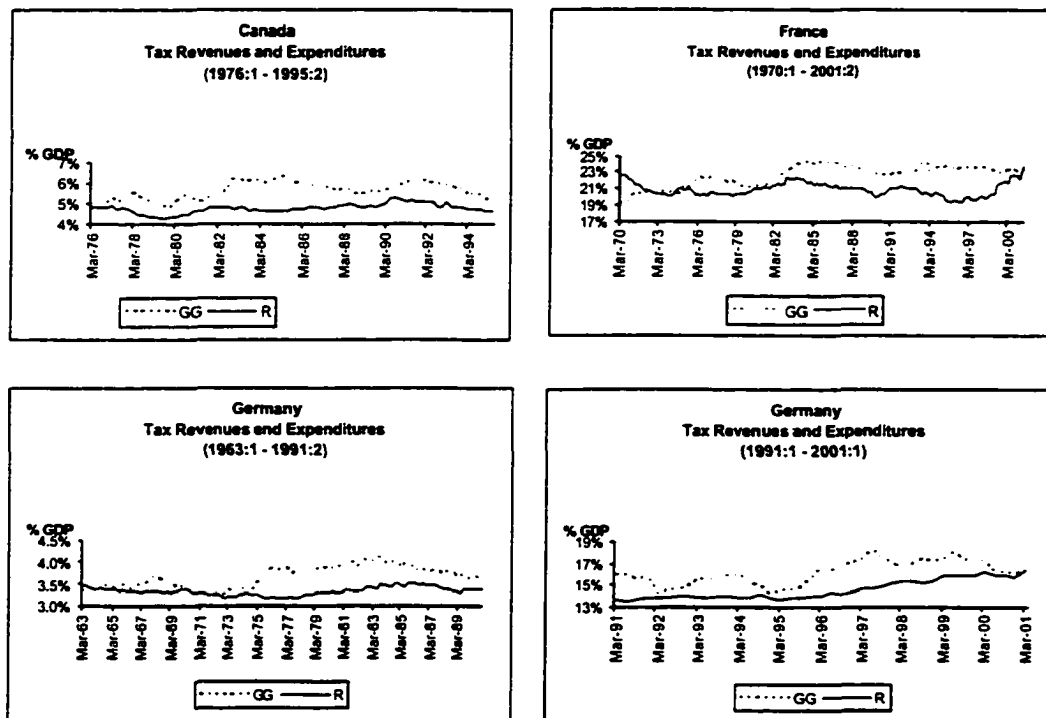 Canada
Tax Revenues and Expenditures
(1976:1 - 1995:2)
% GDP
7%
6%
5%
4%
Mar-76
Mar-78
Mar-80
Mar-82
Mar-84
Mar-86
Mar-88
Mar-90
Mar-92
Mar-94
GG R
France
Tax Revenues end Expenditures
(1970:1 - 2001:2)
% GDP
25%
23%
21%
19%
17%
Mar-70
Mar-73
Mar-76
Mar-79
Mar-82
Mar-85
Mar-88
Mar-91
Mar-94
Mar-97
Mar-00
GG R
Germany
Tax Revenues end Expenditures
(1963:1 - 1991:2)
% GDP
4.5%
4.0%
3.5%
3.0%
Mar-63
Mar-65
Mar-67
Mar-69
Mar-71
Mar-73
Mar-75
Mar-77
Mar-79
Mar-81
Mar-63
Mar-85
Mar-87
Mar-89
GG R
Germany
Tax Revenues and Expenditures
(1991:1 - 2001:1)
% GDP
19%
17%
15%
13%
Mar-91
Mar-92
Mar-93
Mar-94
Mar-95
Mar-96
Mar-97
Mar-98
Mar-99
Mar-00
Mar-01
GG R